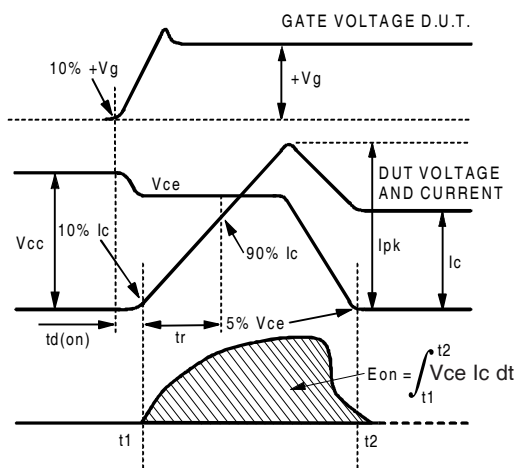 GATE VOLTAGE D.U.T.
10% +Vg
+Vg
Vce
DUT VOLTAGE
AND CURRENT
Vcc
10% Ic
90% Ic
Ipk
Ic
td(on)
tr
5% Vce
Eon = ∫ t1 t2 Vce Ic dt
t1
t2